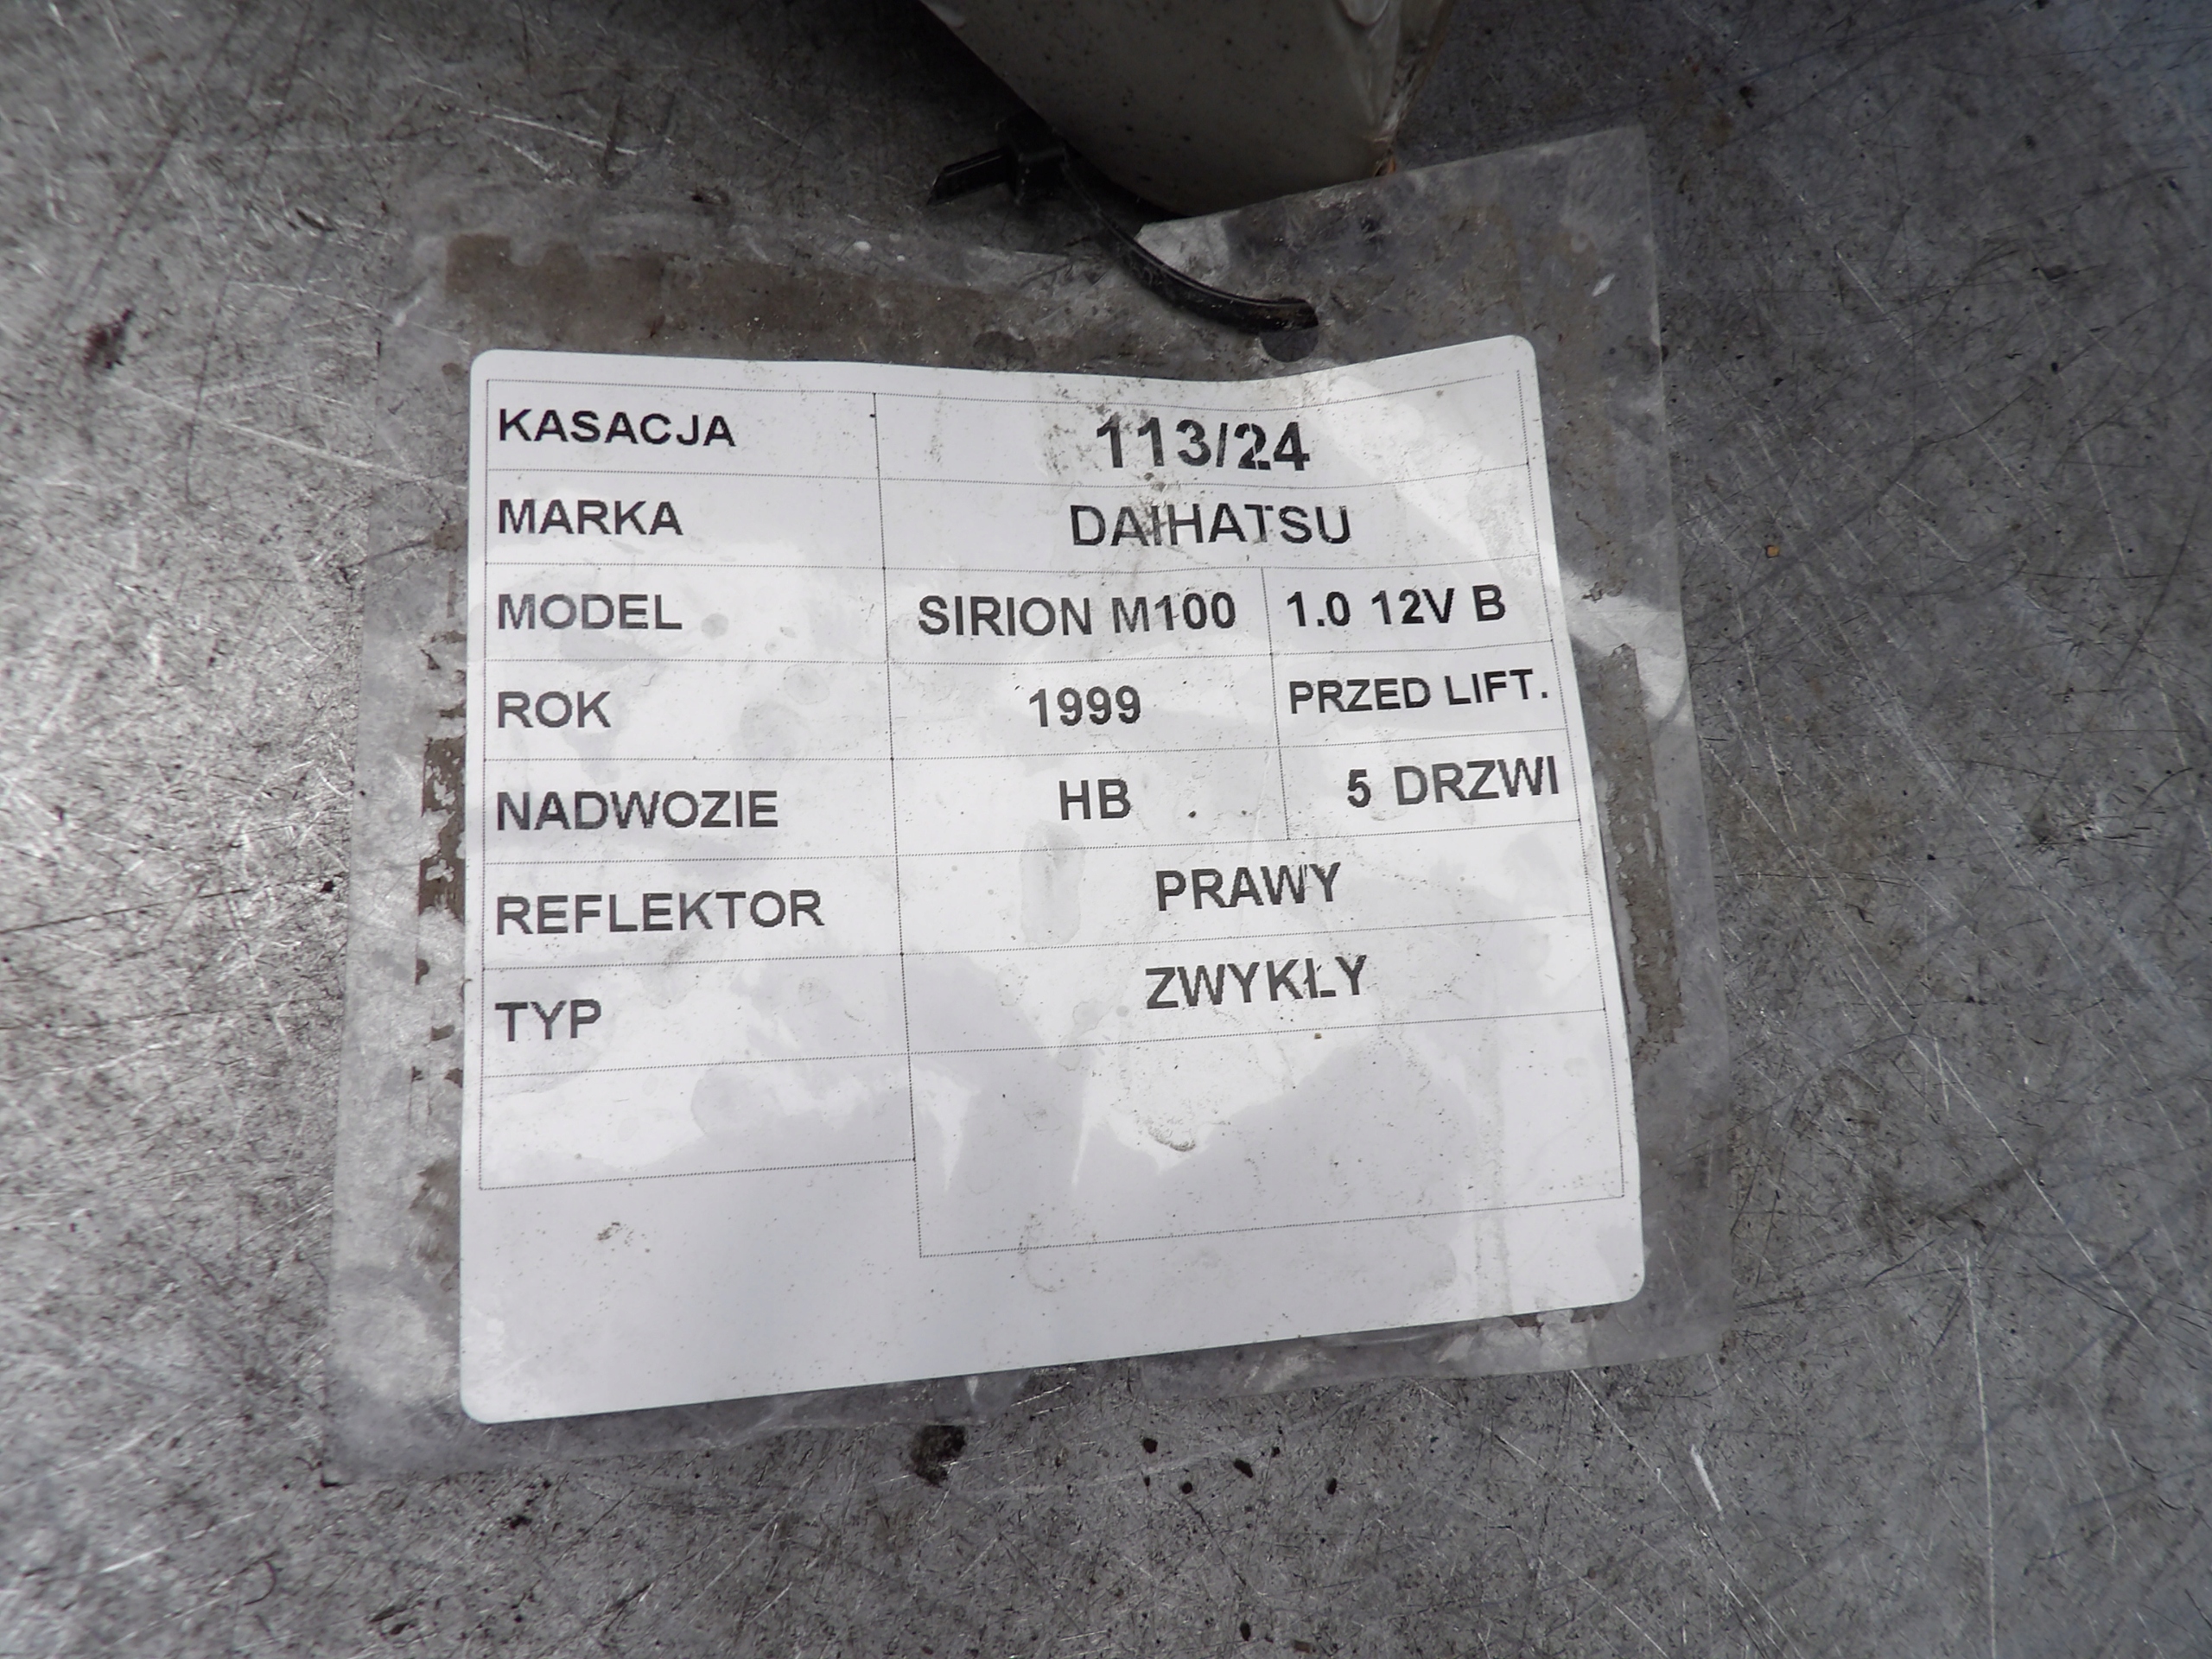 KASACJA 113/24
MARKA DAIHATSU
MODEL SIRION M100 1.0 12V B
ROK 1999 PRZED LIFT.
NADWOZIE HB 5 DRZWI
REFLEKTOR PRAWY
TYP ZWYKŁY